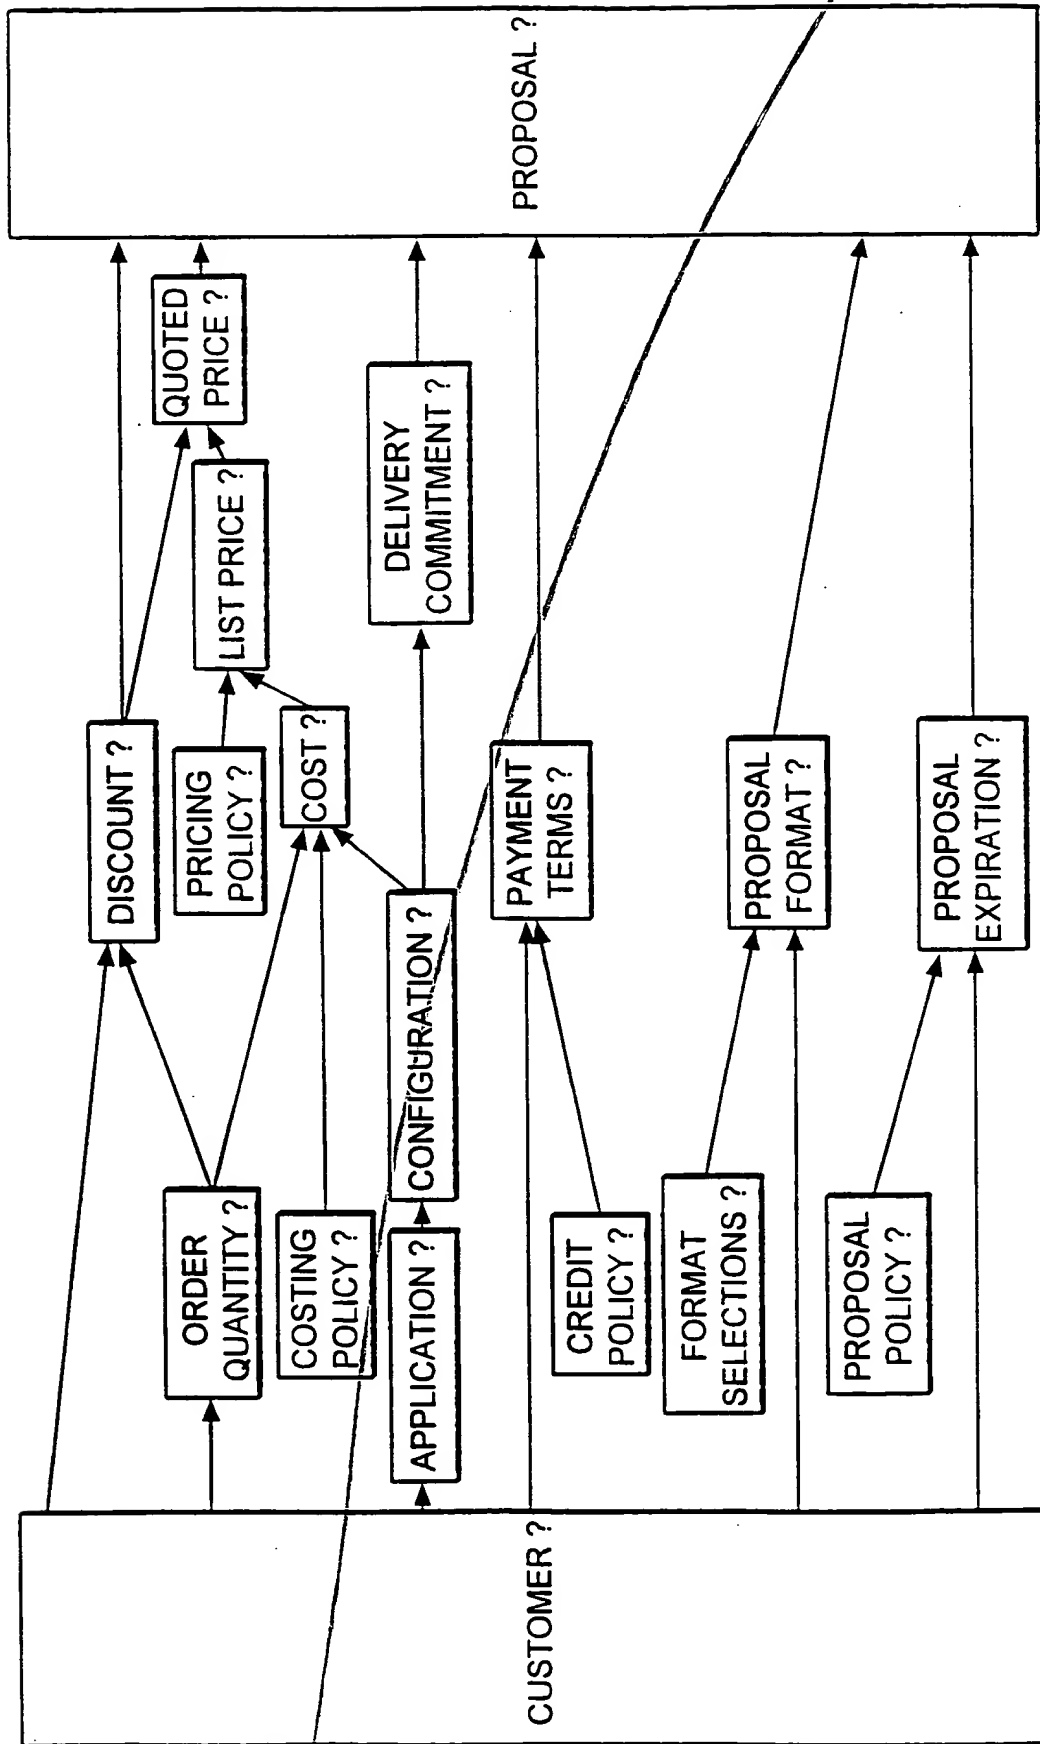 CUSTOMER ?
ORDER
QUANTITY ?
COSTING
POLICY ?
APPLICATION ?
CREDIT
POLICY ?
FORMAT
SELECTIONS ?
PROPOSAL
POLICY ?
CONFIGURATION ?
DISCOUNT ?
PRICING
POLICY ?
COST ?
PAYMENT
TERMS ?
PROPOSAL
FORMAT ?
PROPOSAL
EXPIRATION ?
LIST PRICE ?
DELIVERY
COMMITMENT ?
QUOTED
PRICE ?
PROPOSAL ?